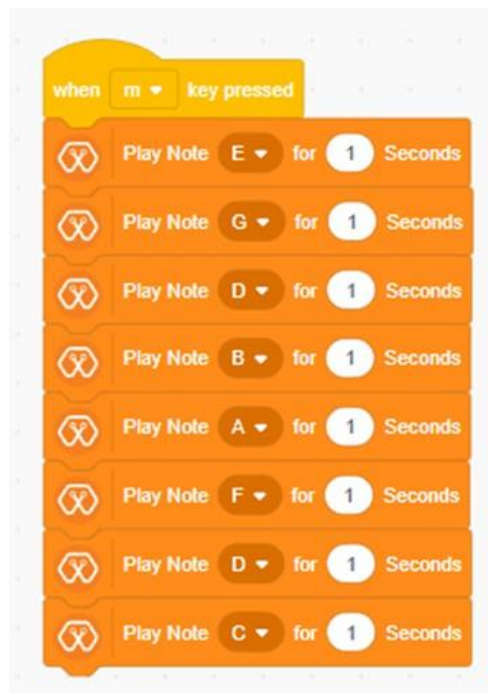 when m key pressed
Play Note E for 1 Seconds
Play Note G for 1 Seconds
Play Note D for 1 Seconds
Play Note B for 1 Seconds
Play Note A for 1 Seconds
Play Note F for 1 Seconds
Play Note D for 1 Seconds
Play Note C for 1 Seconds